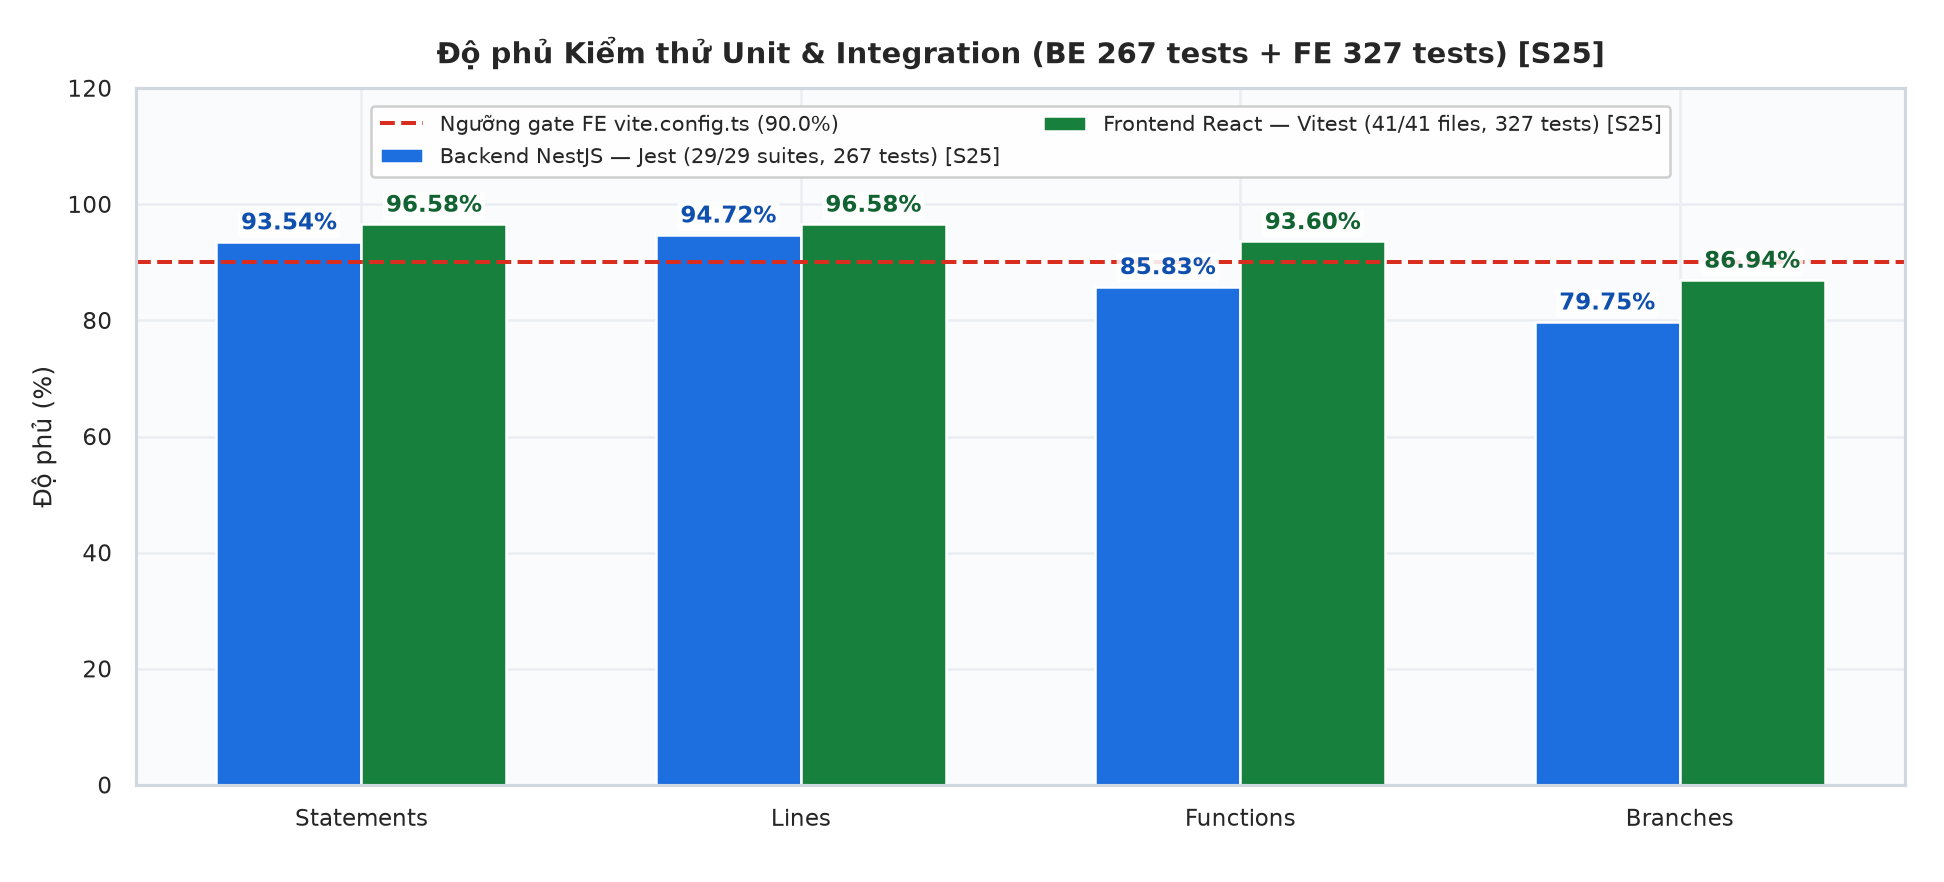 Độ phủ Kiểm thử Unit & Integration (BE 267 tests + FE 327 tests) [S25]
Ngưỡng gate FE vite.config.ts (90.0%)
Backend NestJS — Jest (29/29 suites, 267 tests) [S25]
Frontend React — Vitest (41/41 files, 327 tests) [S25]
Độ phủ (%)
120
100
80
60
40
20
0
93.54%
96.58%
94.72%
96.58%
85.83%
93.60%
79.75%
86.94%
Statements
Lines
Functions
Branches